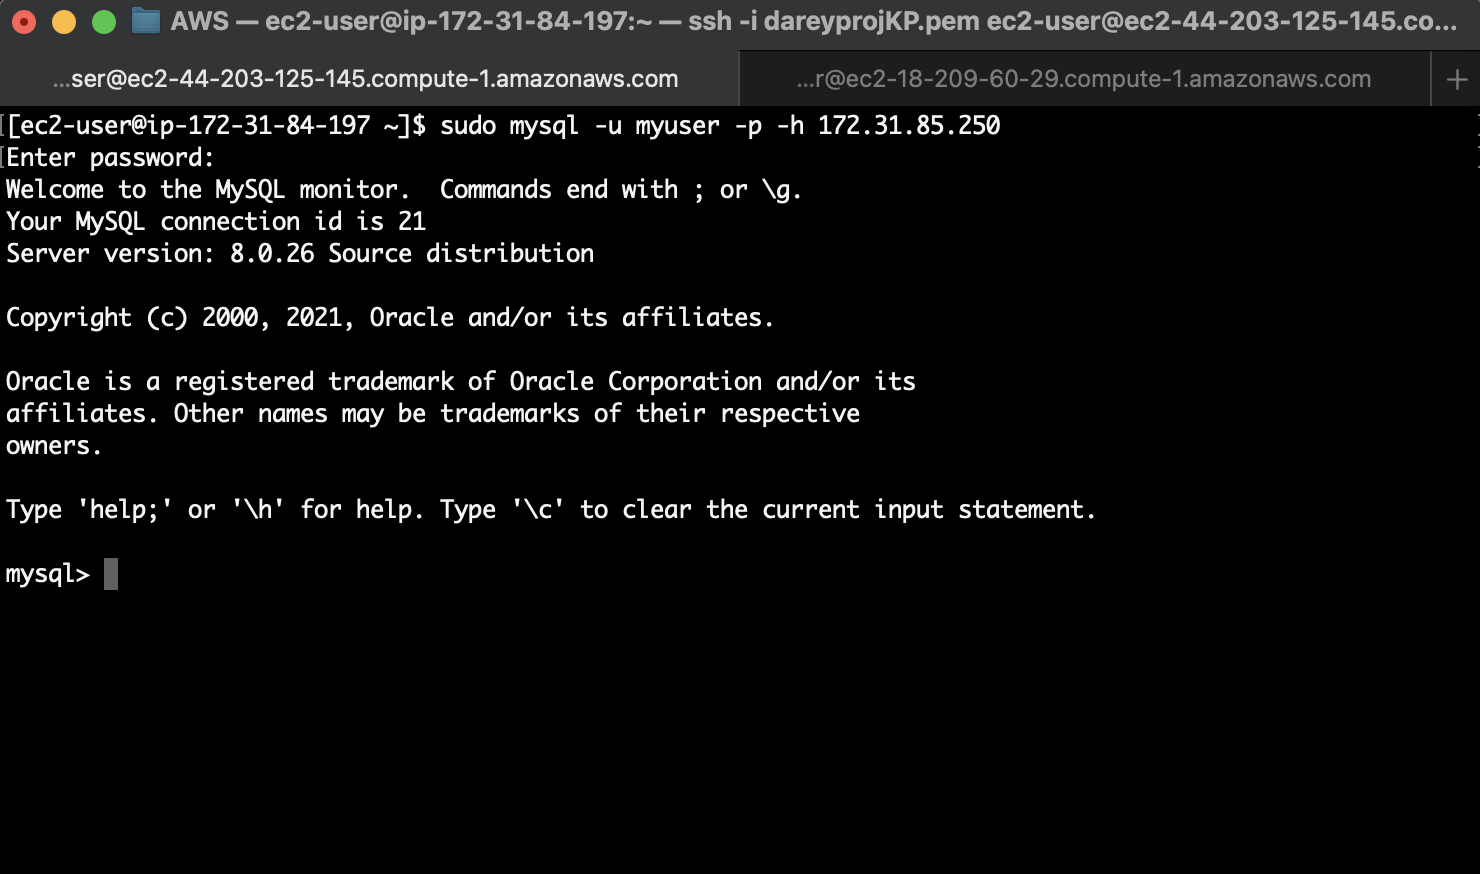 AWS — ec2-user@ip-172-31-84-197:~ — ssh -i dareyprojKP.pem ec2-user@ec2-44-203-125-145.co...
...ser@ec2-44-203-125-145.compute-1.amazonaws.com
...r@ec2-18-209-60-29.compute-1.amazonaws.com
+
[ec2-user@ip-172-31-84-197 ~]$ sudo mysql -u myuser -p -h 172.31.85.250
Enter password:
Welcome to the MySQL monitor.  Commands end with ; or \g.
Your MySQL connection id is 21
Server version: 8.0.26 Source distribution
Copyright (c) 2000, 2021, Oracle and/or its affiliates.
Oracle is a registered trademark of Oracle Corporation and/or its
affiliates. Other names may be trademarks of their respective
owners.
Type 'help;' or '\h' for help. Type '\c' to clear the current input statement.
mysql>